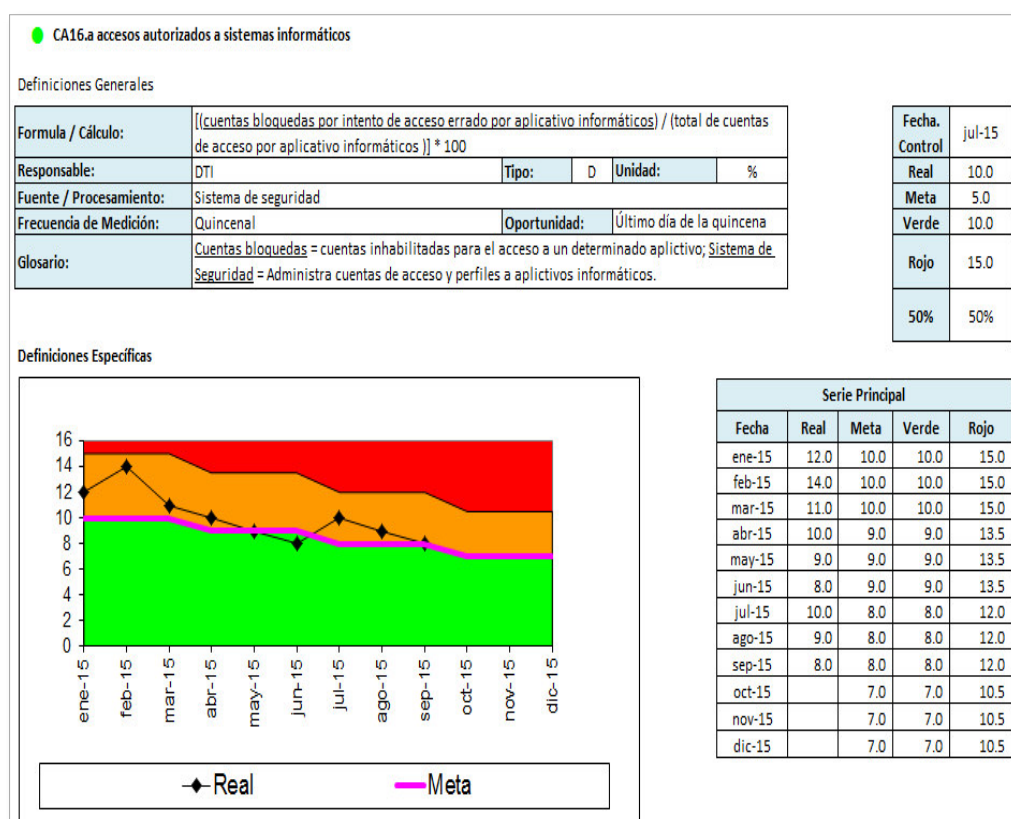 CA16.a accesos autorizados a sistemas informáticos
Definiciones Generales
Formula / Cálculo:
[(cuentas bloquedas por intento de acceso errado por aplicativo informáticos) / (total de cuentas
de acceso por aplicativo informáticos )] * 100
Responsable: DTI Tipo: D Unidad: %
Fuente / Procesamiento: Sistema de seguridad
Frecuencia de Medición: Quincenal Oportunidad: Último día de la quincena
Glosario:
Cuentas bloquedas = cuentas inhabilitadas para el acceso a un determinado aplictivo; Sistema de
Seguridad = Administra cuentas de acceso y perfiles a aplictivos informáticos.
Fecha.
Control
jul-15
Real 10.0
Meta 5.0
Verde 10.0
Rojo 15.0
50% 50%
Definiciones Específicas
16
14
12
10
8
6
4
2
0
ene-15
feb-15
mar-15
abr-15
may-15
jun-15
jul-15
ago-15
sep-15
oct-15
nov-15
dic-15
Real Meta
Serie Principal
Fecha Real Meta Verde Rojo
ene-15 12.0 10.0 10.0 15.0
feb-15 14.0 10.0 10.0 15.0
mar-15 11.0 10.0 10.0 15.0
abr-15 10.0 9.0 9.0 13.5
may-15 9.0 9.0 9.0 13.5
jun-15 8.0 9.0 9.0 13.5
jul-15 10.0 8.0 8.0 12.0
ago-15 9.0 8.0 8.0 12.0
sep-15 8.0 8.0 8.0 12.0
oct-15 7.0 7.0 10.5
nov-15 7.0 7.0 10.5
dic-15 7.0 7.0 10.5